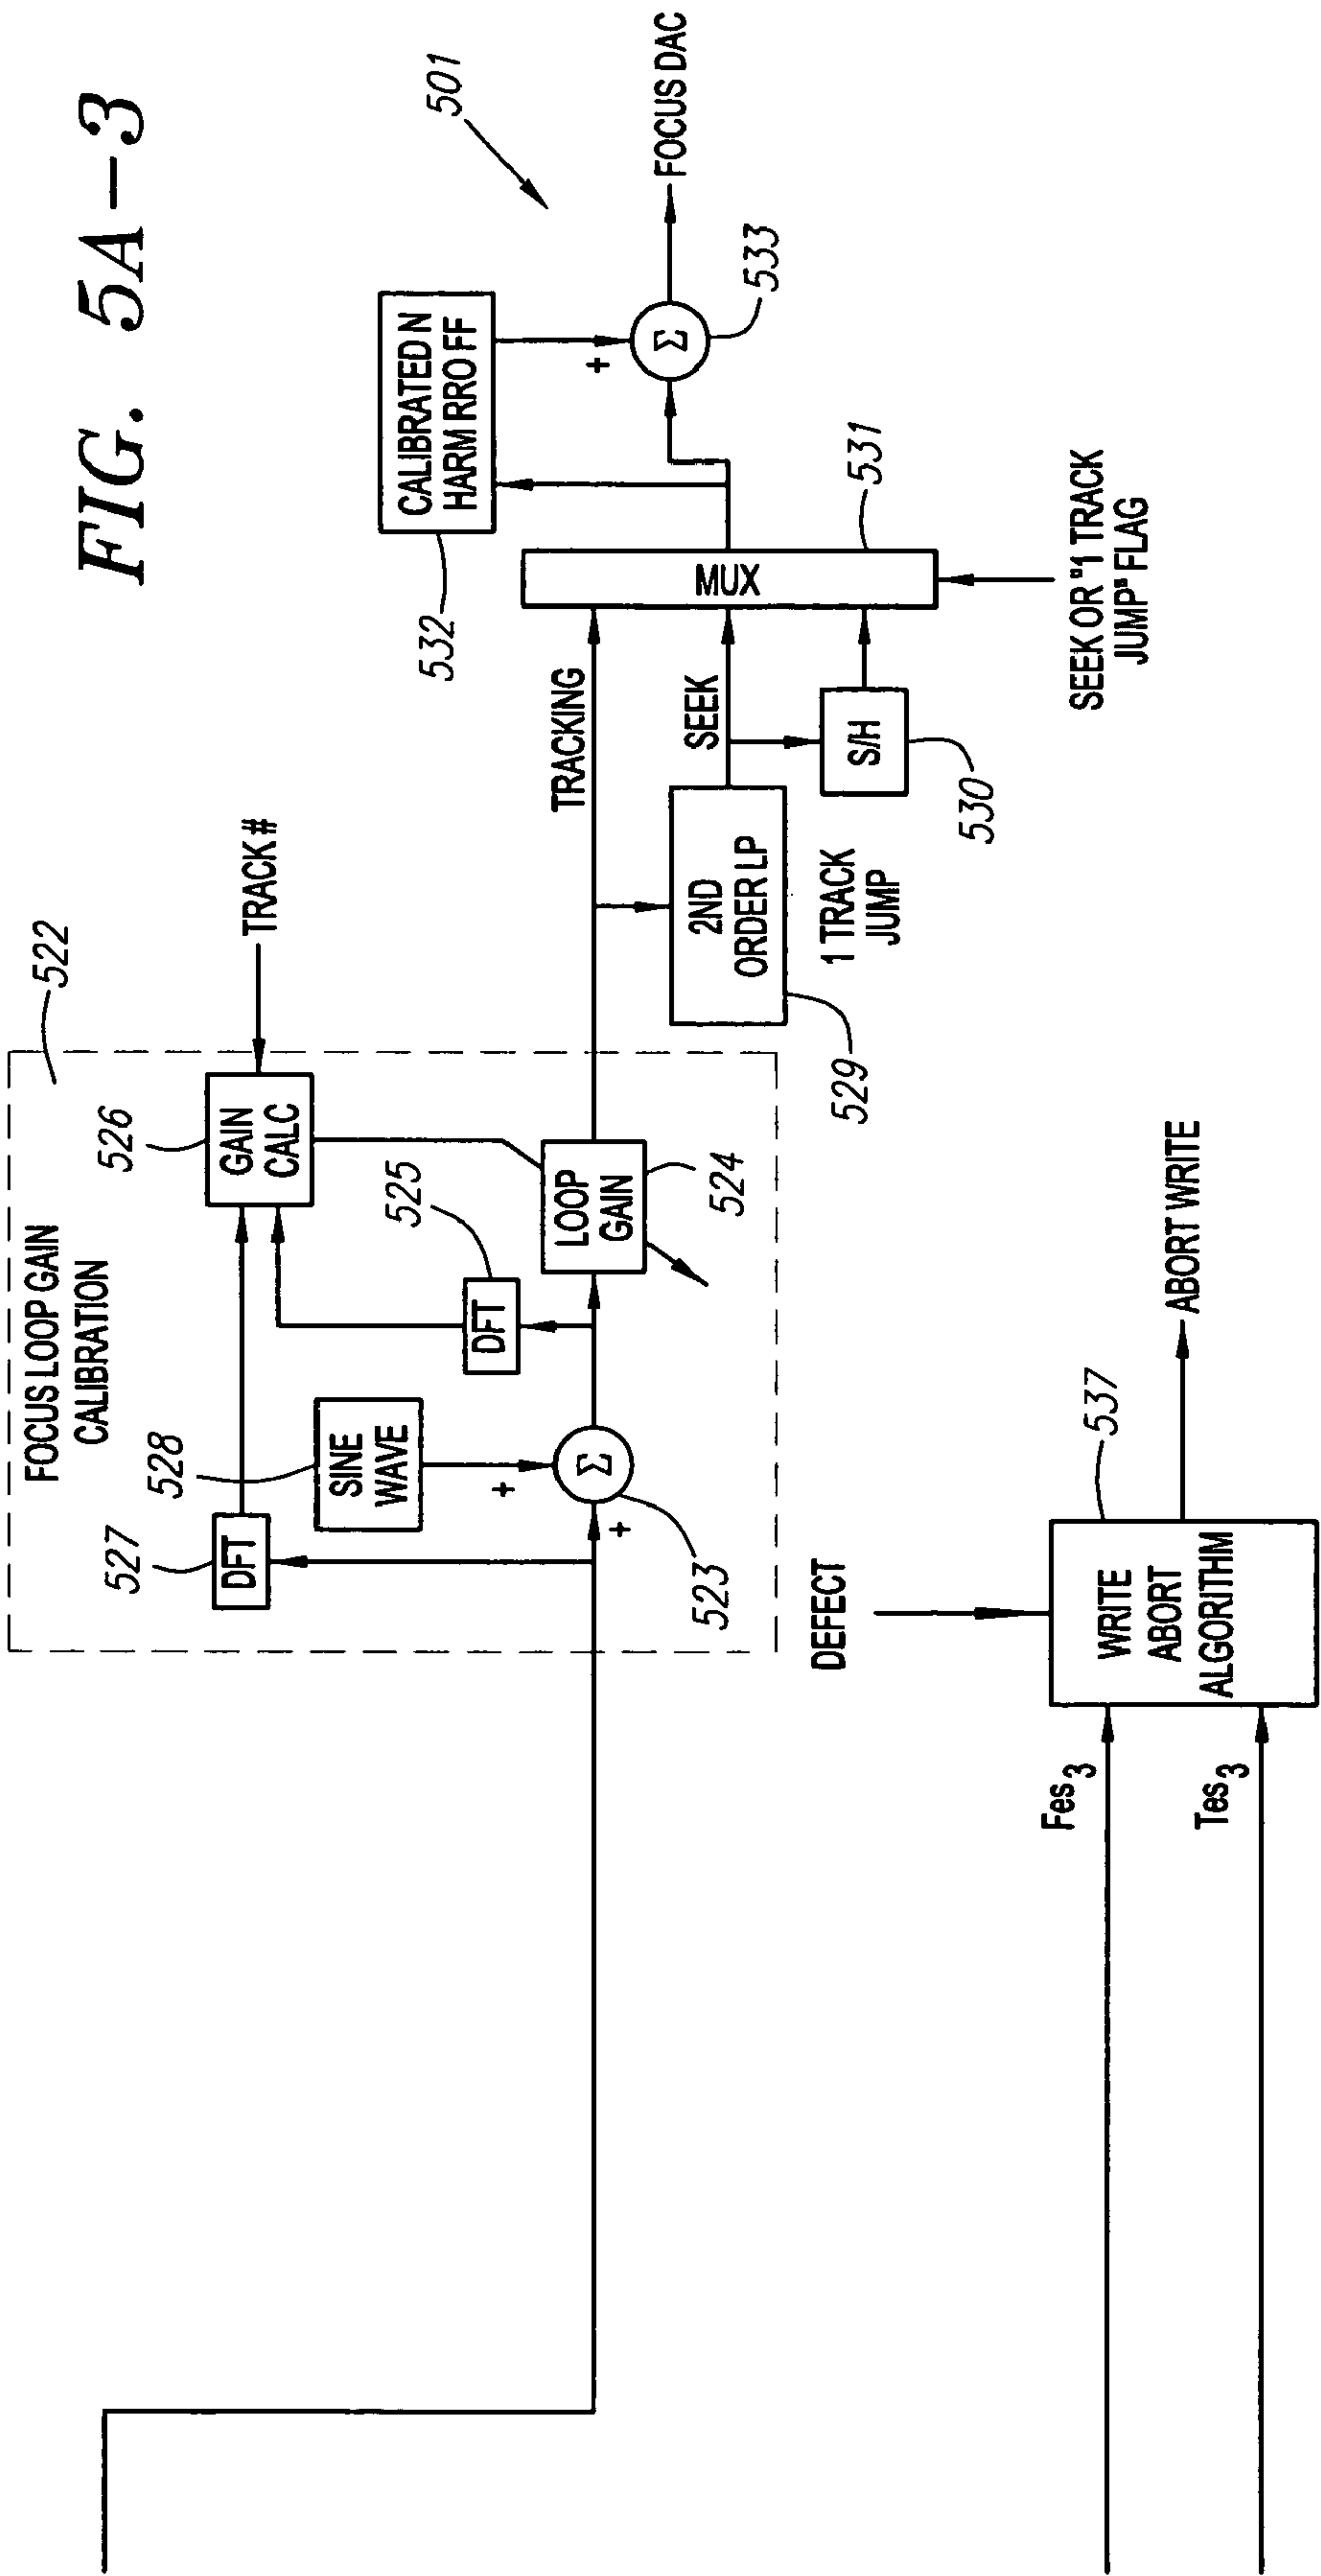 FIG. 5A-3
501
522
FOCUS LOOP GAIN
CALIBRATION
527
DFT
528
SINE
WAVE
+
+
Σ
523
DFT
525
526
GAIN
CALC
TRACK #
LOOP
GAIN
524
TRACKING
2ND
ORDER LP
529
1 TRACK
JUMP
SEEK
S/H
530
MUX
531
SEEK OR "1 TRACK
JUMP" FLAG
CALIBRATED N
HARM RRO FF
532
+
Σ
533
FOCUS DAC
Fes3
Tes3
DEFECT
WRITE
ABORT
ALGORITHM
537
ABORT WRITE